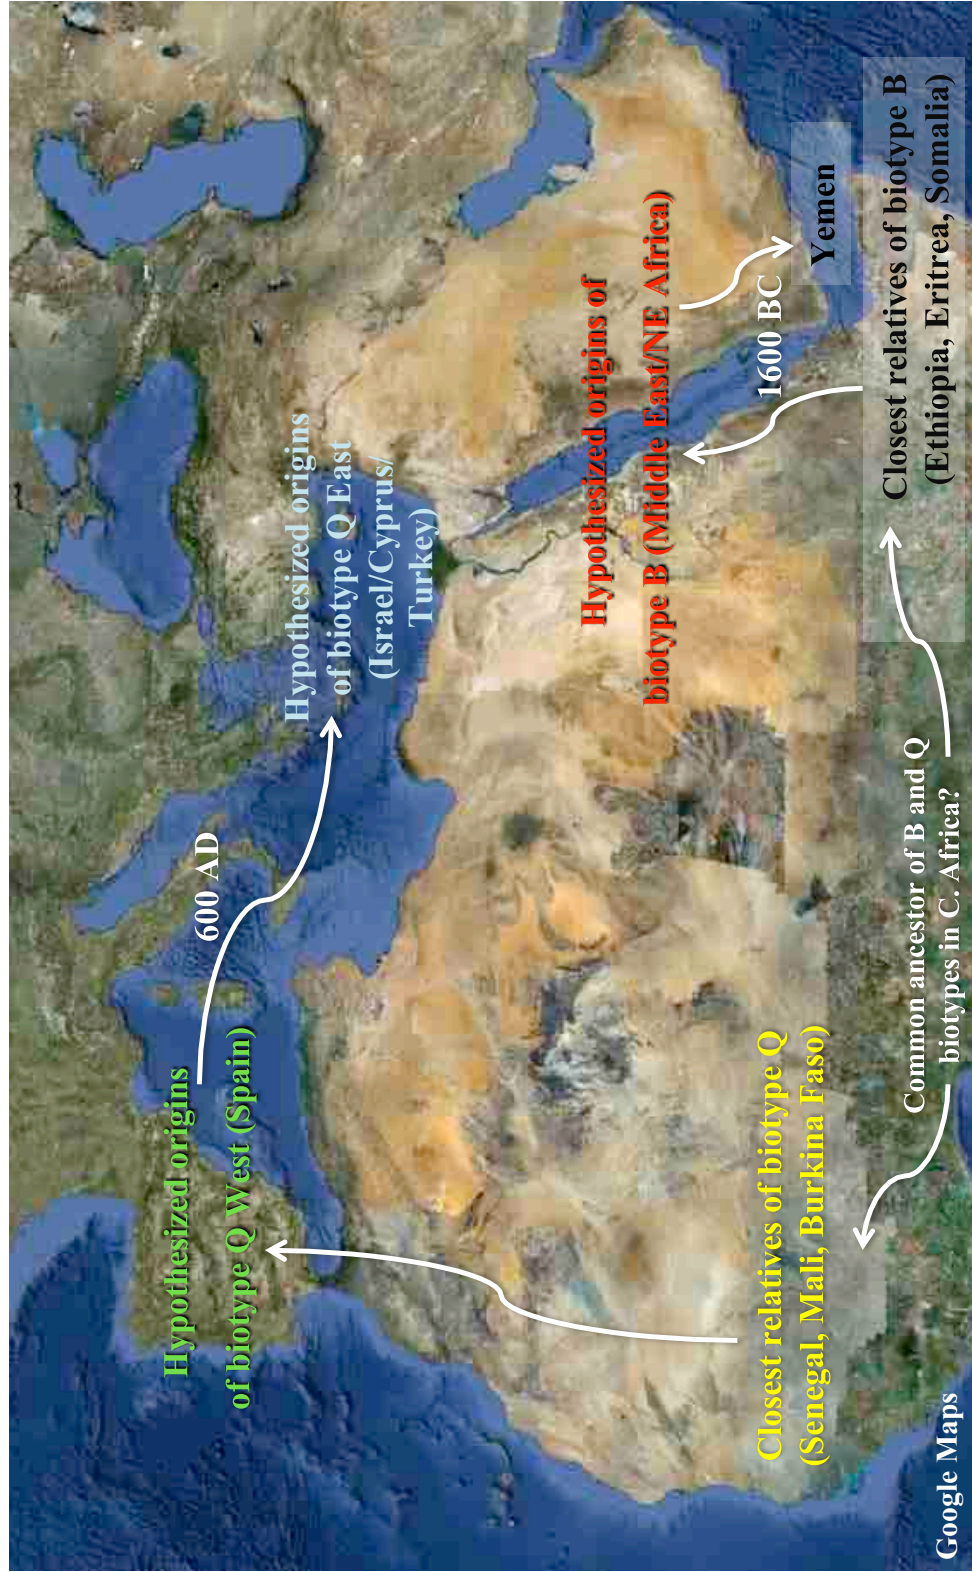 Hypothesized origins
of biotype Q West (Spain)
600 AD
Hypothesized origins
of biotype Q East
(Israel/Cyprus/
Turkey)
Hypothesized origins of
biotype B (Middle East/NE Africa)
1600 BC
Yemen
Closest relatives of biotype Q
(Senegal, Mali, Burkina Faso)
Common ancestor of B and Q
biotypes in C. Africa?
Closest relatives of biotype B
(Ethiopia, Eritrea, Somalia)
Google Maps